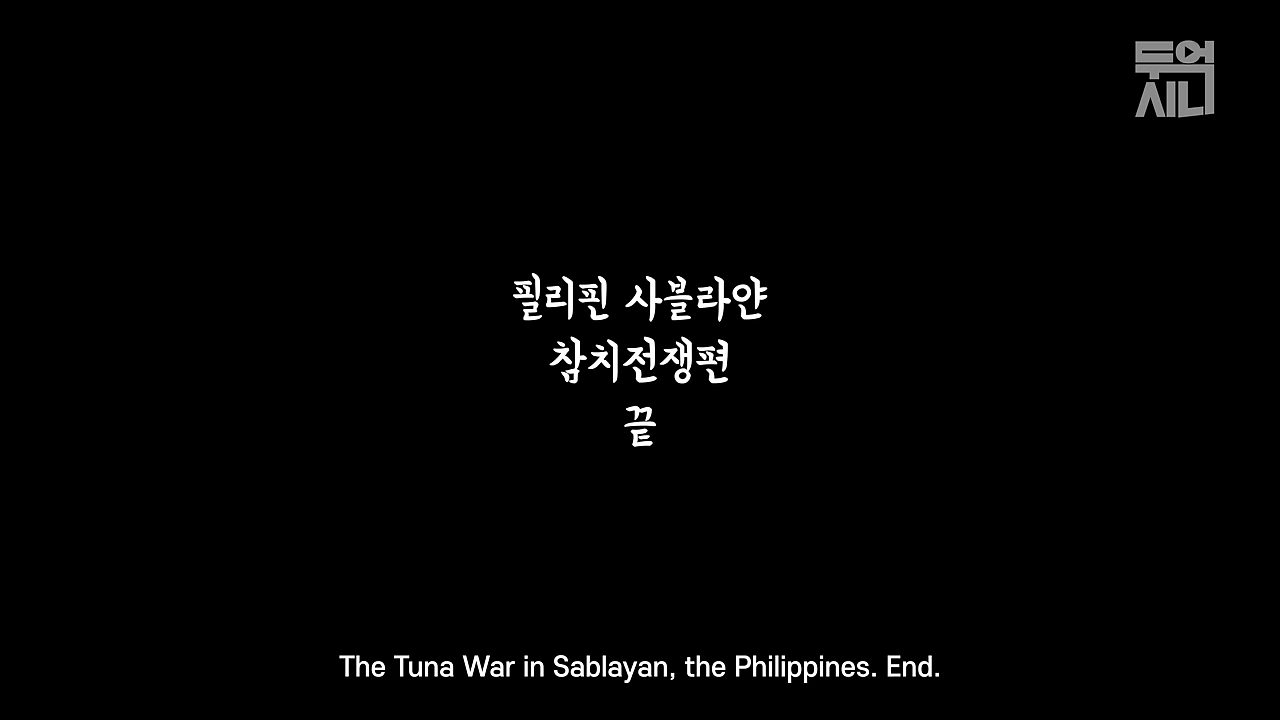 두어
시니
필리핀 사블라얀
참치전쟁편
끝
The Tuna War in Sablayan, the Philippines. End.